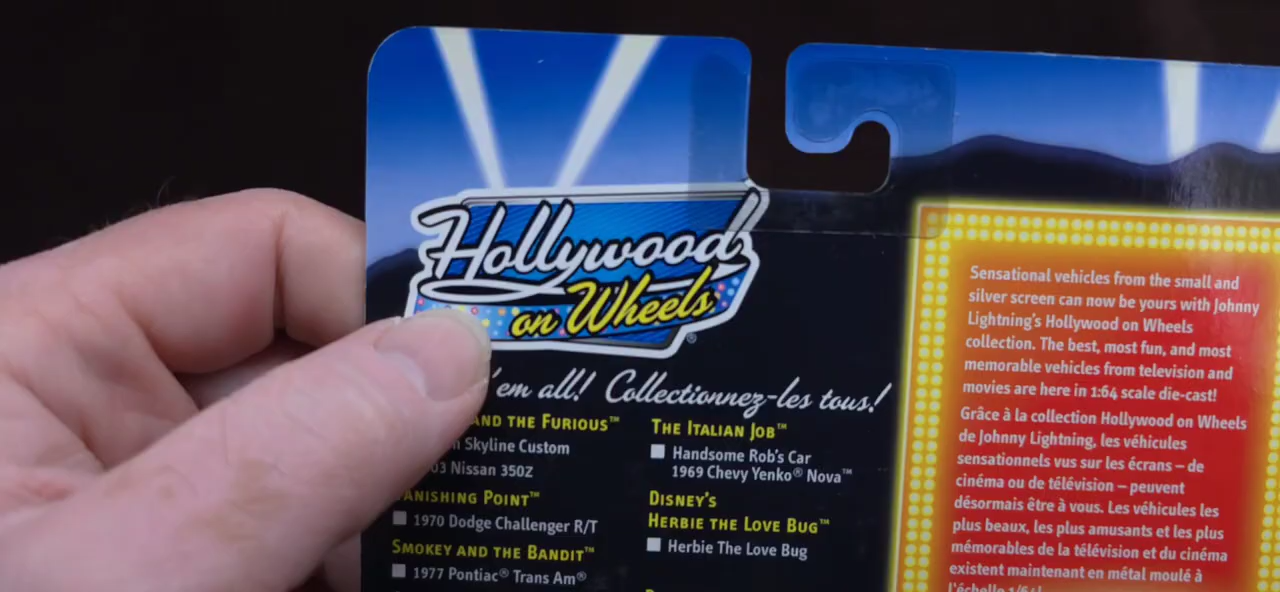 Hollywood
on Wheels®
'em all! Collectionnez-les tous!
AND THE FURIOUS™
Skyline Custom
03 Nissan 350Z
VANISHING POINT™
1970 Dodge Challenger R/T
SMOKEY AND THE BANDIT™
1977 Pontiac® Trans Am®
THE ITALIAN JOB™
Handsome Rob's Car
1969 Chevy Yenko® Nova™
DISNEY'S
HERBIE THE LOVE BUG™
Herbie The Love Bug
Sensational vehicles from the small and
silver screen can now be yours with Johnny
Lightning's Hollywood on Wheels
collection. The best, most fun, and most
memorable vehicles from television and
movies are here in 1:64 scale die-cast!
Grâce à la collection Hollywood on Wheels
de Johnny Lightning, les véhicules
sensationnels vus sur les écrans – de
cinéma ou de télévision – peuvent
désormais être à vous. Les véhicules les
plus beaux, les plus amusants et les plus
mémorables de la télévision et du cinéma
existent maintenant en métal moulé à
l'échelle 1/64!